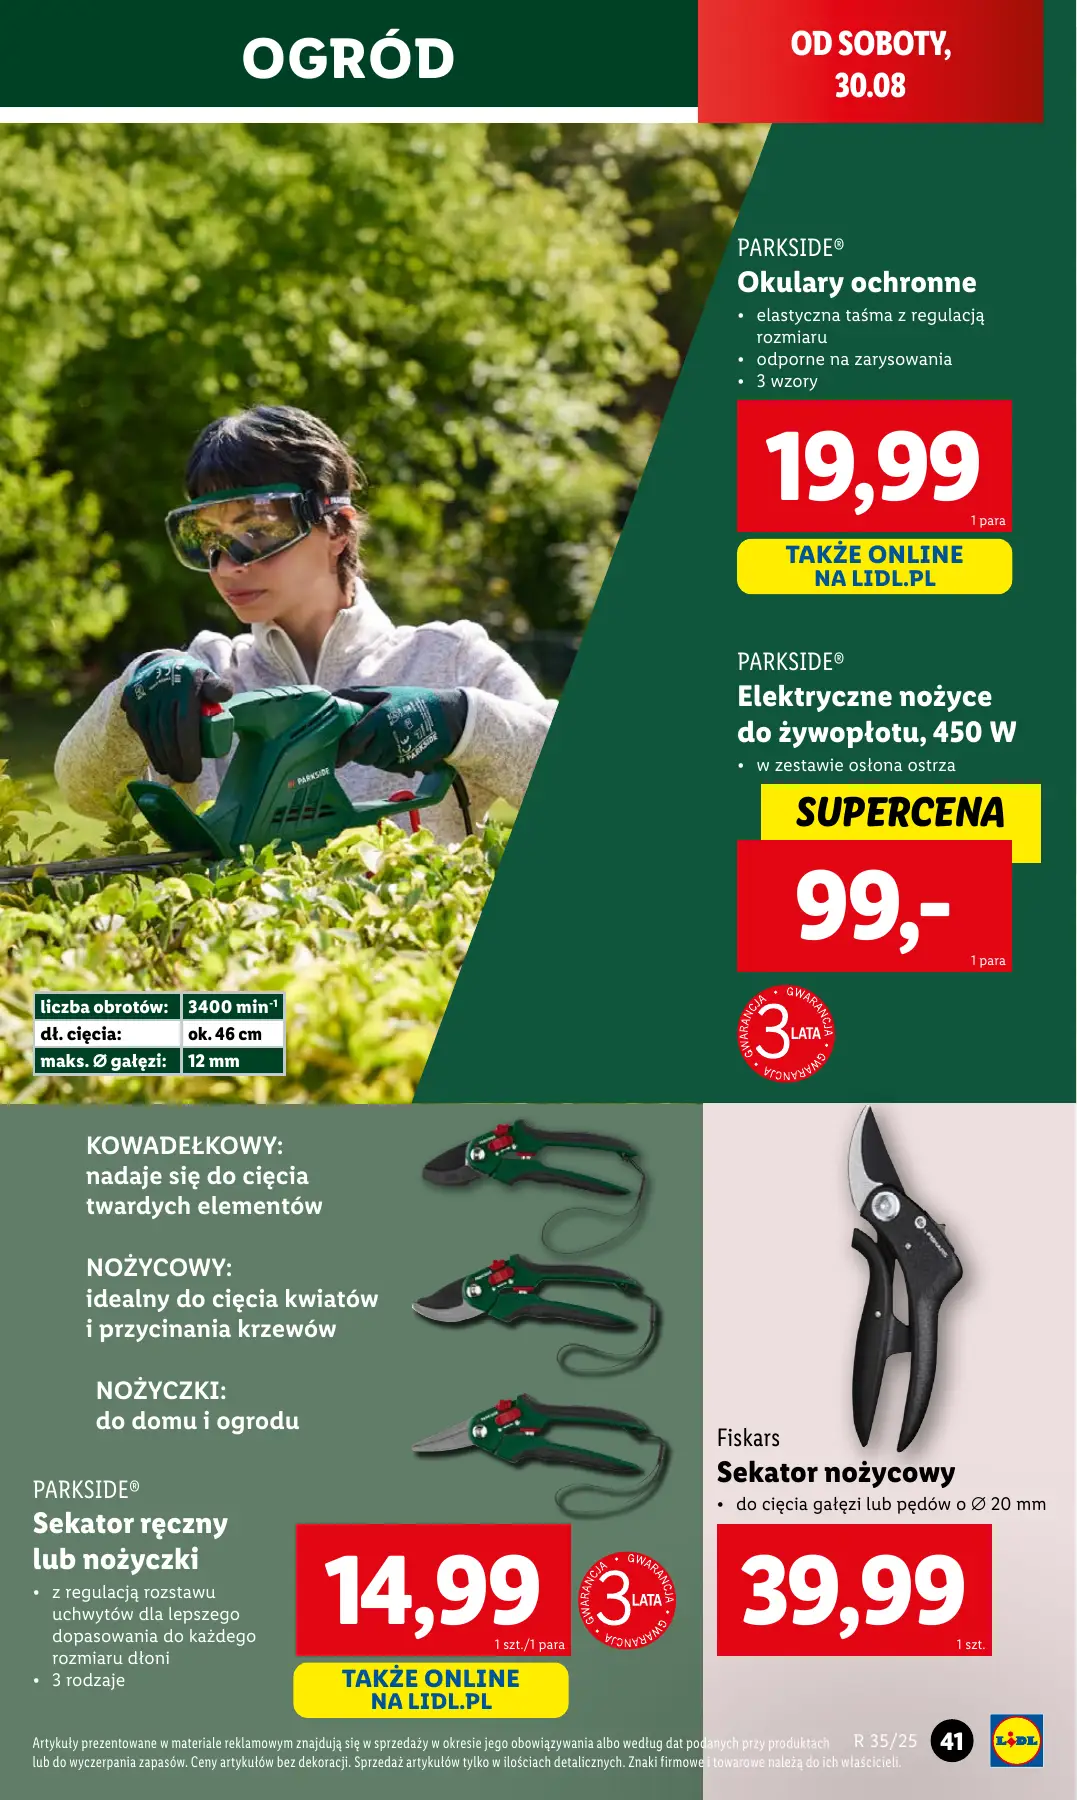 OGRÓD
OD SOBOTY,
30.08
PARKSIDE®
Okulary ochronne
• elastyczna taśma z regulacją
rozmiaru
• odporne na zarysowania
• 3 wzory
19,99
1 para
TAKŻE ONLINE
NA LIDL.PL
PARKSIDE®
Elektryczne nożyce
do żywopłotu, 450 W
• w zestawie osłona ostrza
SUPERCENA
99,-
1 para
GWARANCJA • GWARANCJA • GWARANCJA •
3 LATA
PARKSIDE
PARKSIDE
liczba obrotów: 3400 min⁻¹
dł. cięcia: ok. 46 cm
maks. Ø gałęzi: 12 mm
KOWADEŁKOWY:
nadaje się do cięcia
twardych elementów
NOŻYCOWY:
idealny do cięcia kwiatów
i przycinania krzewów
NOŻYCZKI:
do domu i ogrodu
PARKSIDE®
Sekator ręczny
lub nożyczki
• z regulacją rozstawu
uchwytów dla lepszego
dopasowania do każdego
rozmiaru dłoni
• 3 rodzaje
14,99
1 szt./1 para
TAKŻE ONLINE
NA LIDL.PL
GWARANCJA • GWARANCJA • GWARANCJA •
3 LATA
FISKARS
Fiskars
Sekator nożycowy
• do cięcia gałęzi lub pędów o Ø 20 mm
39,99
1 szt.
Artykuły prezentowane w materiale reklamowym znajdują się w sprzedaży w okresie jego obowiązywania albo według dat podanych przy produktach
lub do wyczerpania zapasów. Ceny artykułów bez dekoracji. Sprzedaż artykułów tylko w ilościach detalicznych. Znaki firmowe i towarowe należą do ich właścicieli.
R 35/25
41
LIDL